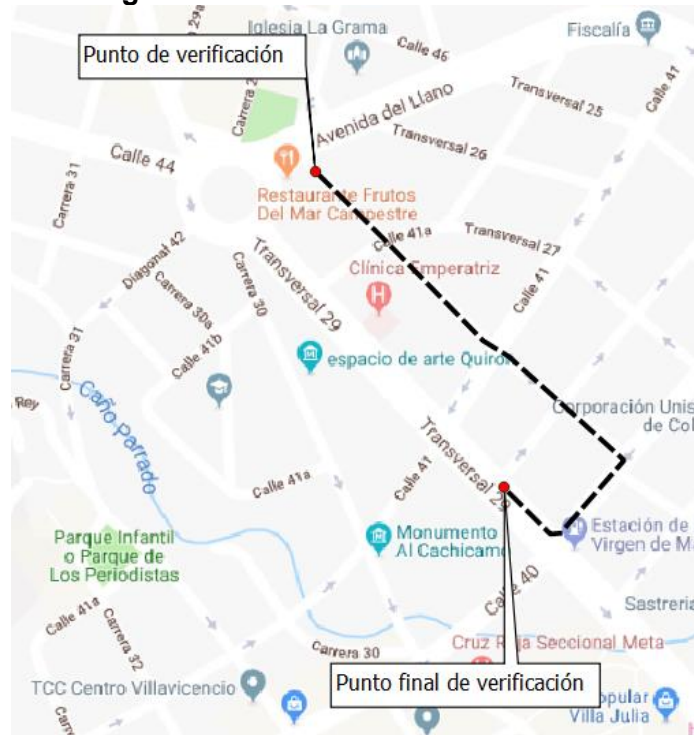 Iglesia La Grama
Fiscalía
Punto de verificación
Calle 46
Calle 41
Transversal 25
Avenida del Llano
Transversal 26
Calle 44
Carrera 31
Restaurante Frutos
Del Mar Campestre
Calle 41a
Transversal 27
Diagonal 42
Transversal 29
Carrera 30
Clínica Emperatriz
Calle 41
Carrera 30a
Calle 41b
Carrera 31
espacio de arte Quirón
Rey
Caño Parrado
Corporación Unis
de Col
Transversal 29
Calle 41
Calle 41a
Monumento
Al Cachicamo
Estación de
Virgen de Ma
Parque Infantil
o Parque de
Los Periodistas
Calle 40
Sastrería
Calle 41a
Carrera 32
Carrera 30
Cruz Roja Seccional Meta
TCC Centro Villavicencio
Punto final de verificación
opular
Villa Julia